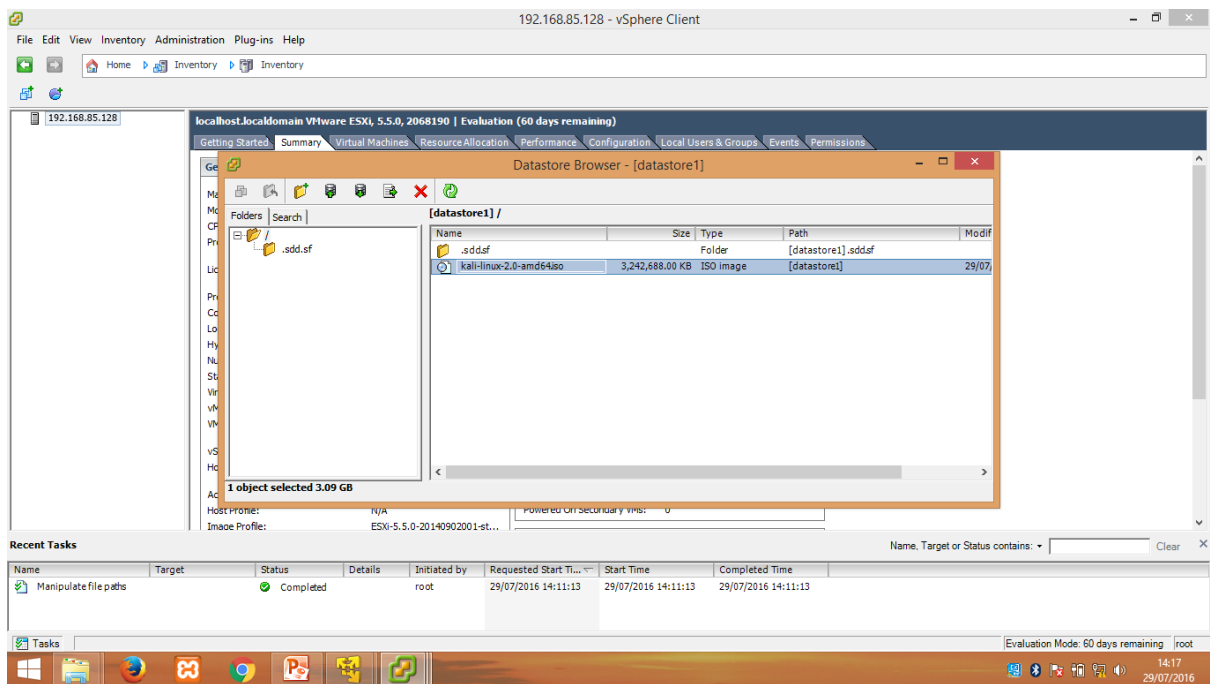 192.168.85.128 - vSphere Client
File Edit View Inventory Administration Plug-ins Help
Home Inventory Inventory
192.168.85.128
localhost.localdomain VMware ESXi, 5.5.0, 2068190 | Evaluation (60 days remaining)
Getting Started Summary Virtual Machines Resource Allocation Performance Configuration Local Users & Groups Events Permissions
Datastore Browser - [datastore1]
Folders Search
[datastore1] /
/
.sdd.sf
Name Size Type Path Modif
.sdd.sf Folder [datastore1] .sdd.sf
kali-linux-2.0-amd64.iso 3,242,688.00 KB ISO image [datastore1] 29/07/
1 object selected 3.09 GB
Host Profile: N/A
Powered On Secondary VMs: 0
Image Profile: ESXi-5.5.0-20140902001-st...
Recent Tasks
Name, Target or Status contains: Clear
Name Target Status Details Initiated by Requested Start Ti... Start Time Completed Time
Manipulate file paths Completed root 29/07/2016 14:11:13 29/07/2016 14:11:13 29/07/2016 14:11:13
Tasks
Evaluation Mode: 60 days remaining root
14:17
29/07/2016